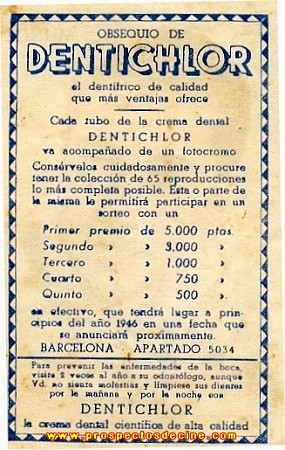 OBSEQUIO DE
DENTICHLOR
el dentífrico de calidad
que más ventajas ofrece
Cada tubo de la crema dental
DENTICHLOR
va acompañado de un fotocromo
Consérvelos cuidadosamente y procure
tener la colección de 65 reproducciones
lo más completa posible. Esta o parte de
la misma le permitirá participar en un
sorteo con un
Primer premio de 5.000 ptas.
Segundo » » 3.000 »
Tercero » » 1.000 »
Cuarto » » 750 »
Quinto » » 500 »
en efectivo, que tendrá lugar a prin-
cipios del año 1946 en una fecha que
se anunciará proximamente.
BARCELONA - APARTADO 5034
Para prevenir las enfermedades de la boca,
visite 2 veces al año a su odontólogo, aunque
Vd. no sienta molestias y límpiese sus dientes
por la mañana y por la noche con
DENTICHLOR
la crema dental científica de alta calidad
www.prospectosdecine.com